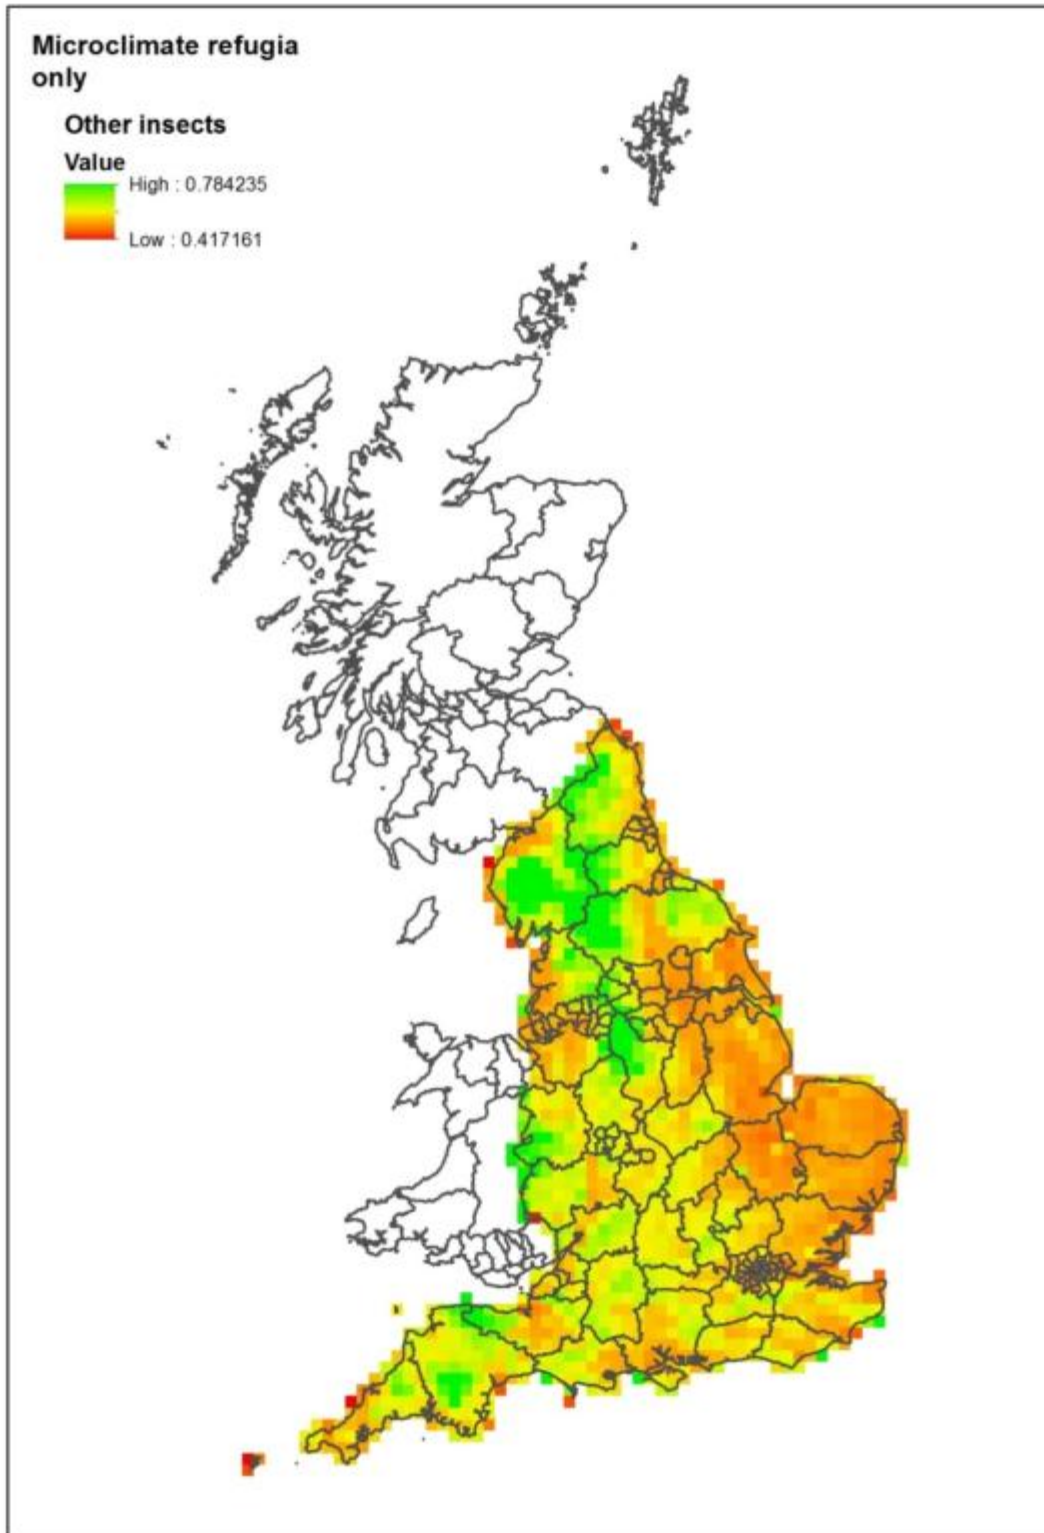 Microclimate refugia
only
Other insects
Value
High : 0.784235
Low : 0.417161